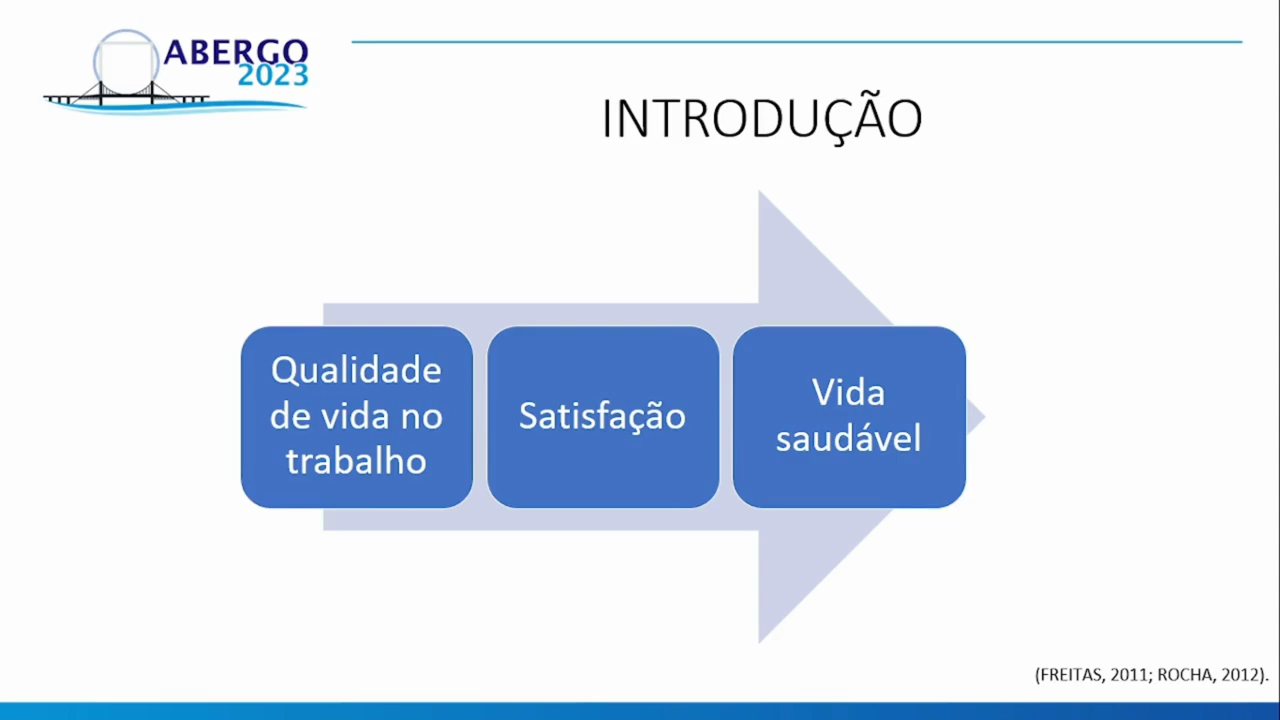 ABERGO
2023
INTRODUÇÃO
Qualidade
de vida no
trabalho
Satisfação
Vida
saudável
(FREITAS, 2011; ROCHA, 2012).